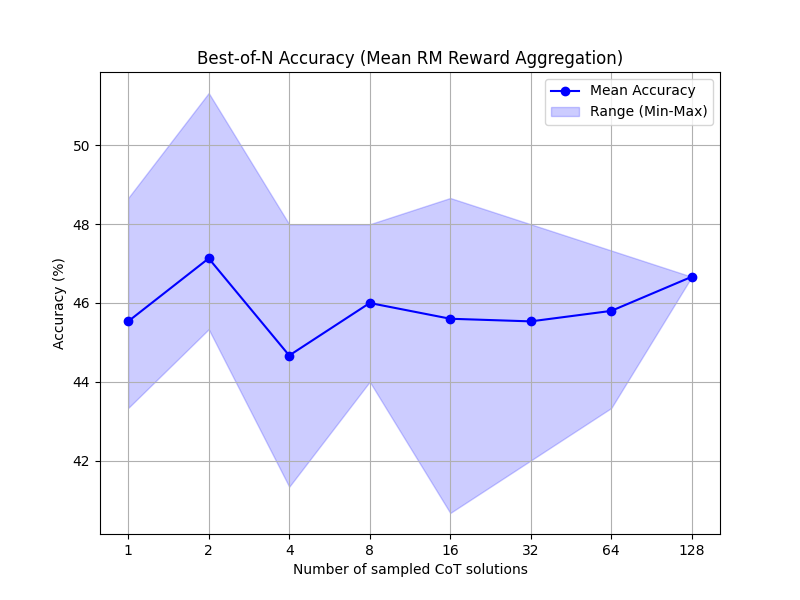 Best-of-N Accuracy (Mean RM Reward Aggregation)
Mean Accuracy
Range (Min-Max)
Accuracy (%)
50
48
46
44
42
1 2 4 8 16 32 64 128
Number of sampled CoT solutions